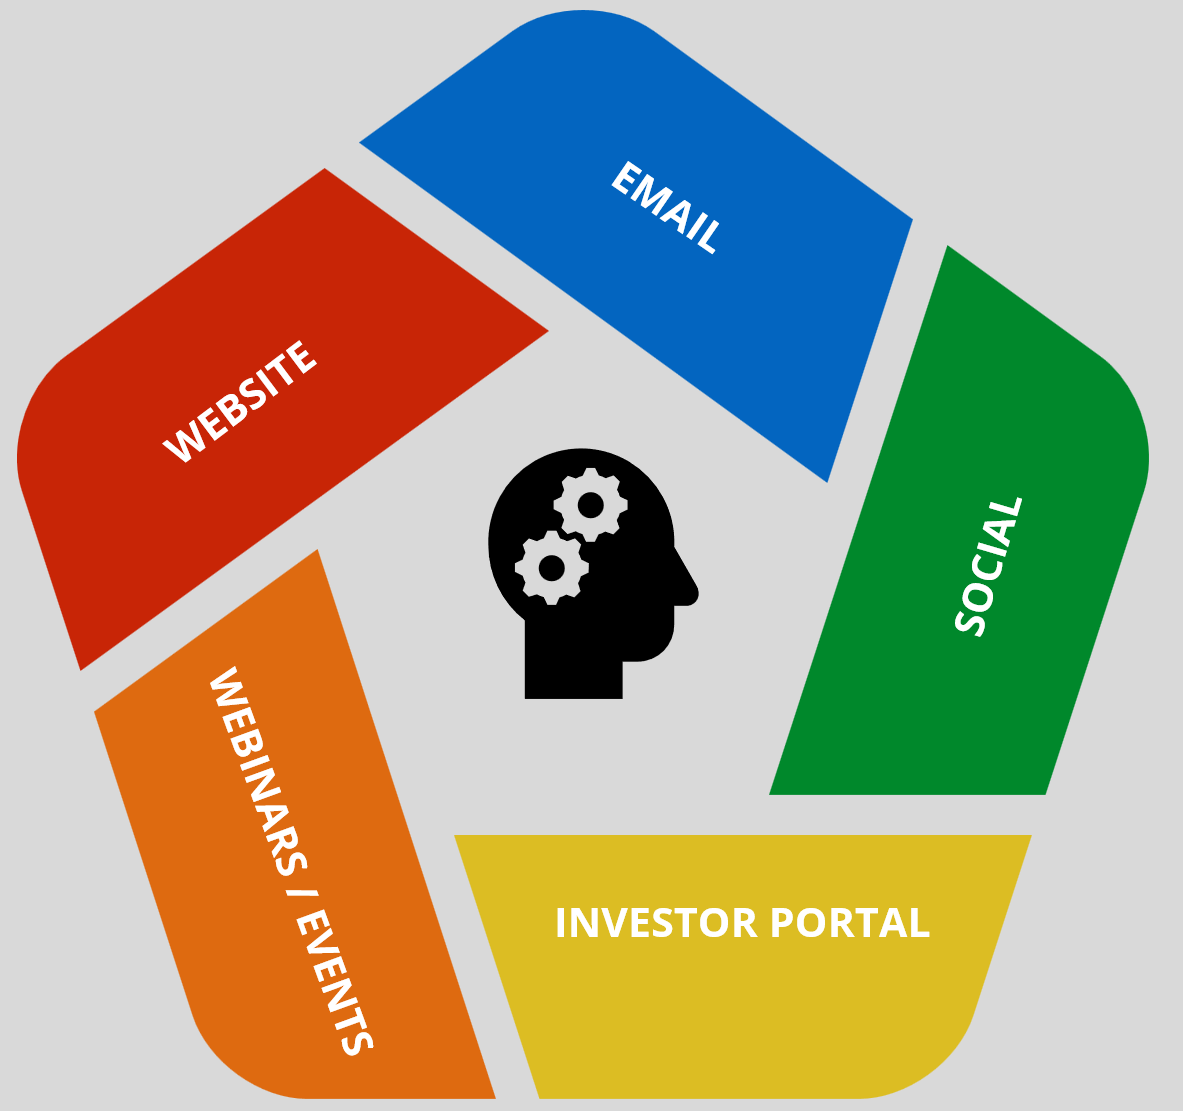 EMAIL
WEBSITE
SOCIAL
WEBINARS / EVENTS
INVESTOR PORTAL